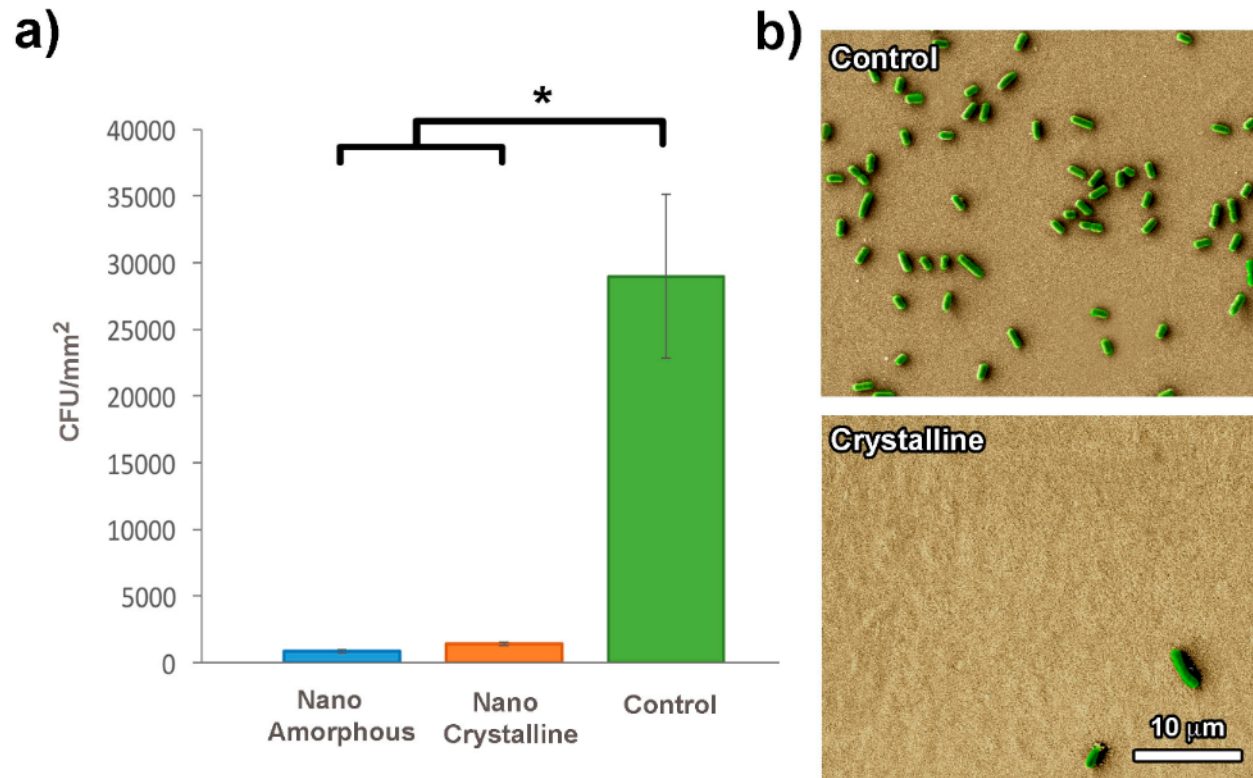 a)
*
40000
35000
30000
25000
20000
15000
10000
5000
0
CFU/mm²
Nano
Amorphous
Nano
Crystalline
Control
b)
Control
Crystalline
10 μm